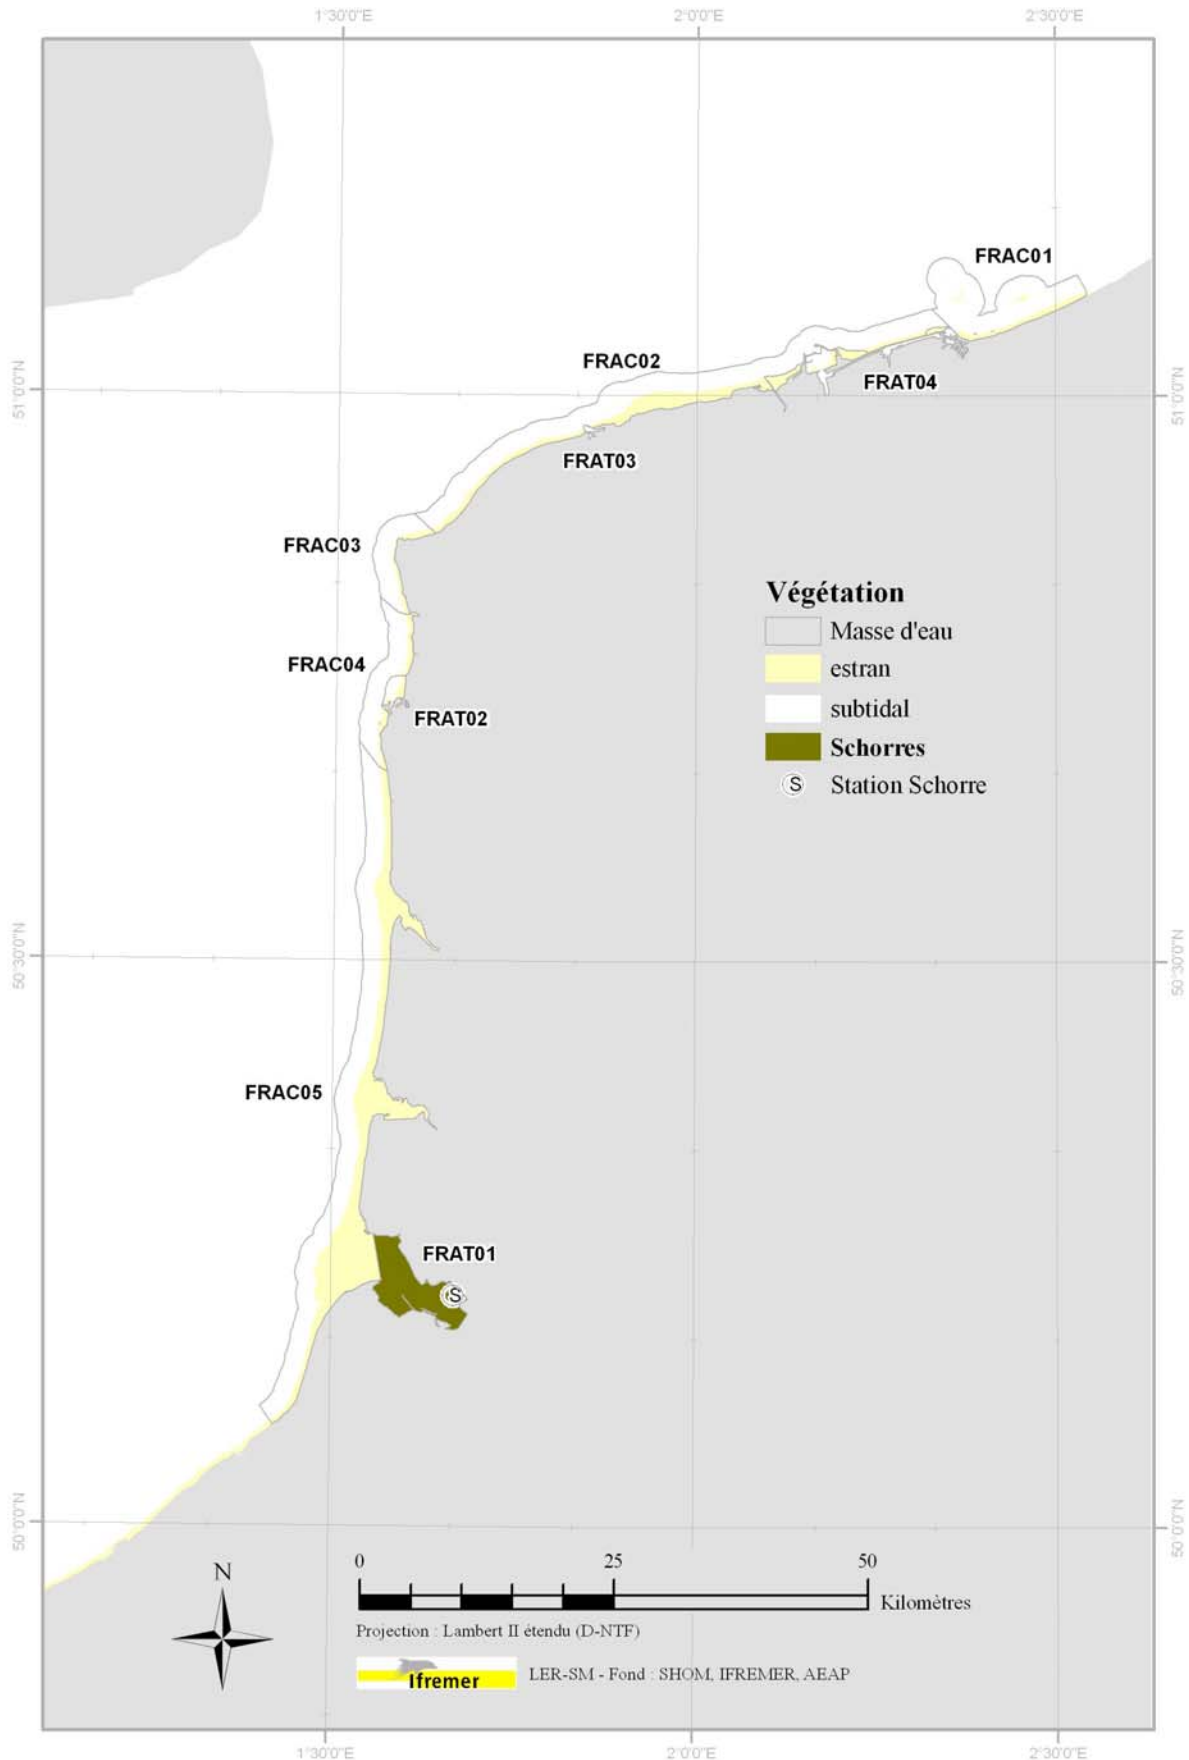 1°30'0"E 2°0'0"E 2°30'0"E
FRAC01
FRAC02
FRAT04
51°0'0"N 51°0'0"N
FRAT03
FRAC03
Végétation
Masse d'eau
FRAC04
estran
subtidal
FRAT02
Schorres
S Station Schorre
50°30'0"N 50°30'0"N
FRAC05
FRAT01
S
50°0'0"N 50°0'0"N
N
0 25 50
Kilomètres
Projection : Lambert II étendu (D-NTF)
Ifremer LER-SM - Fond : SHOM, IFREMER, AEAP
1°30'0"E 2°0'0"E 2°30'0"E